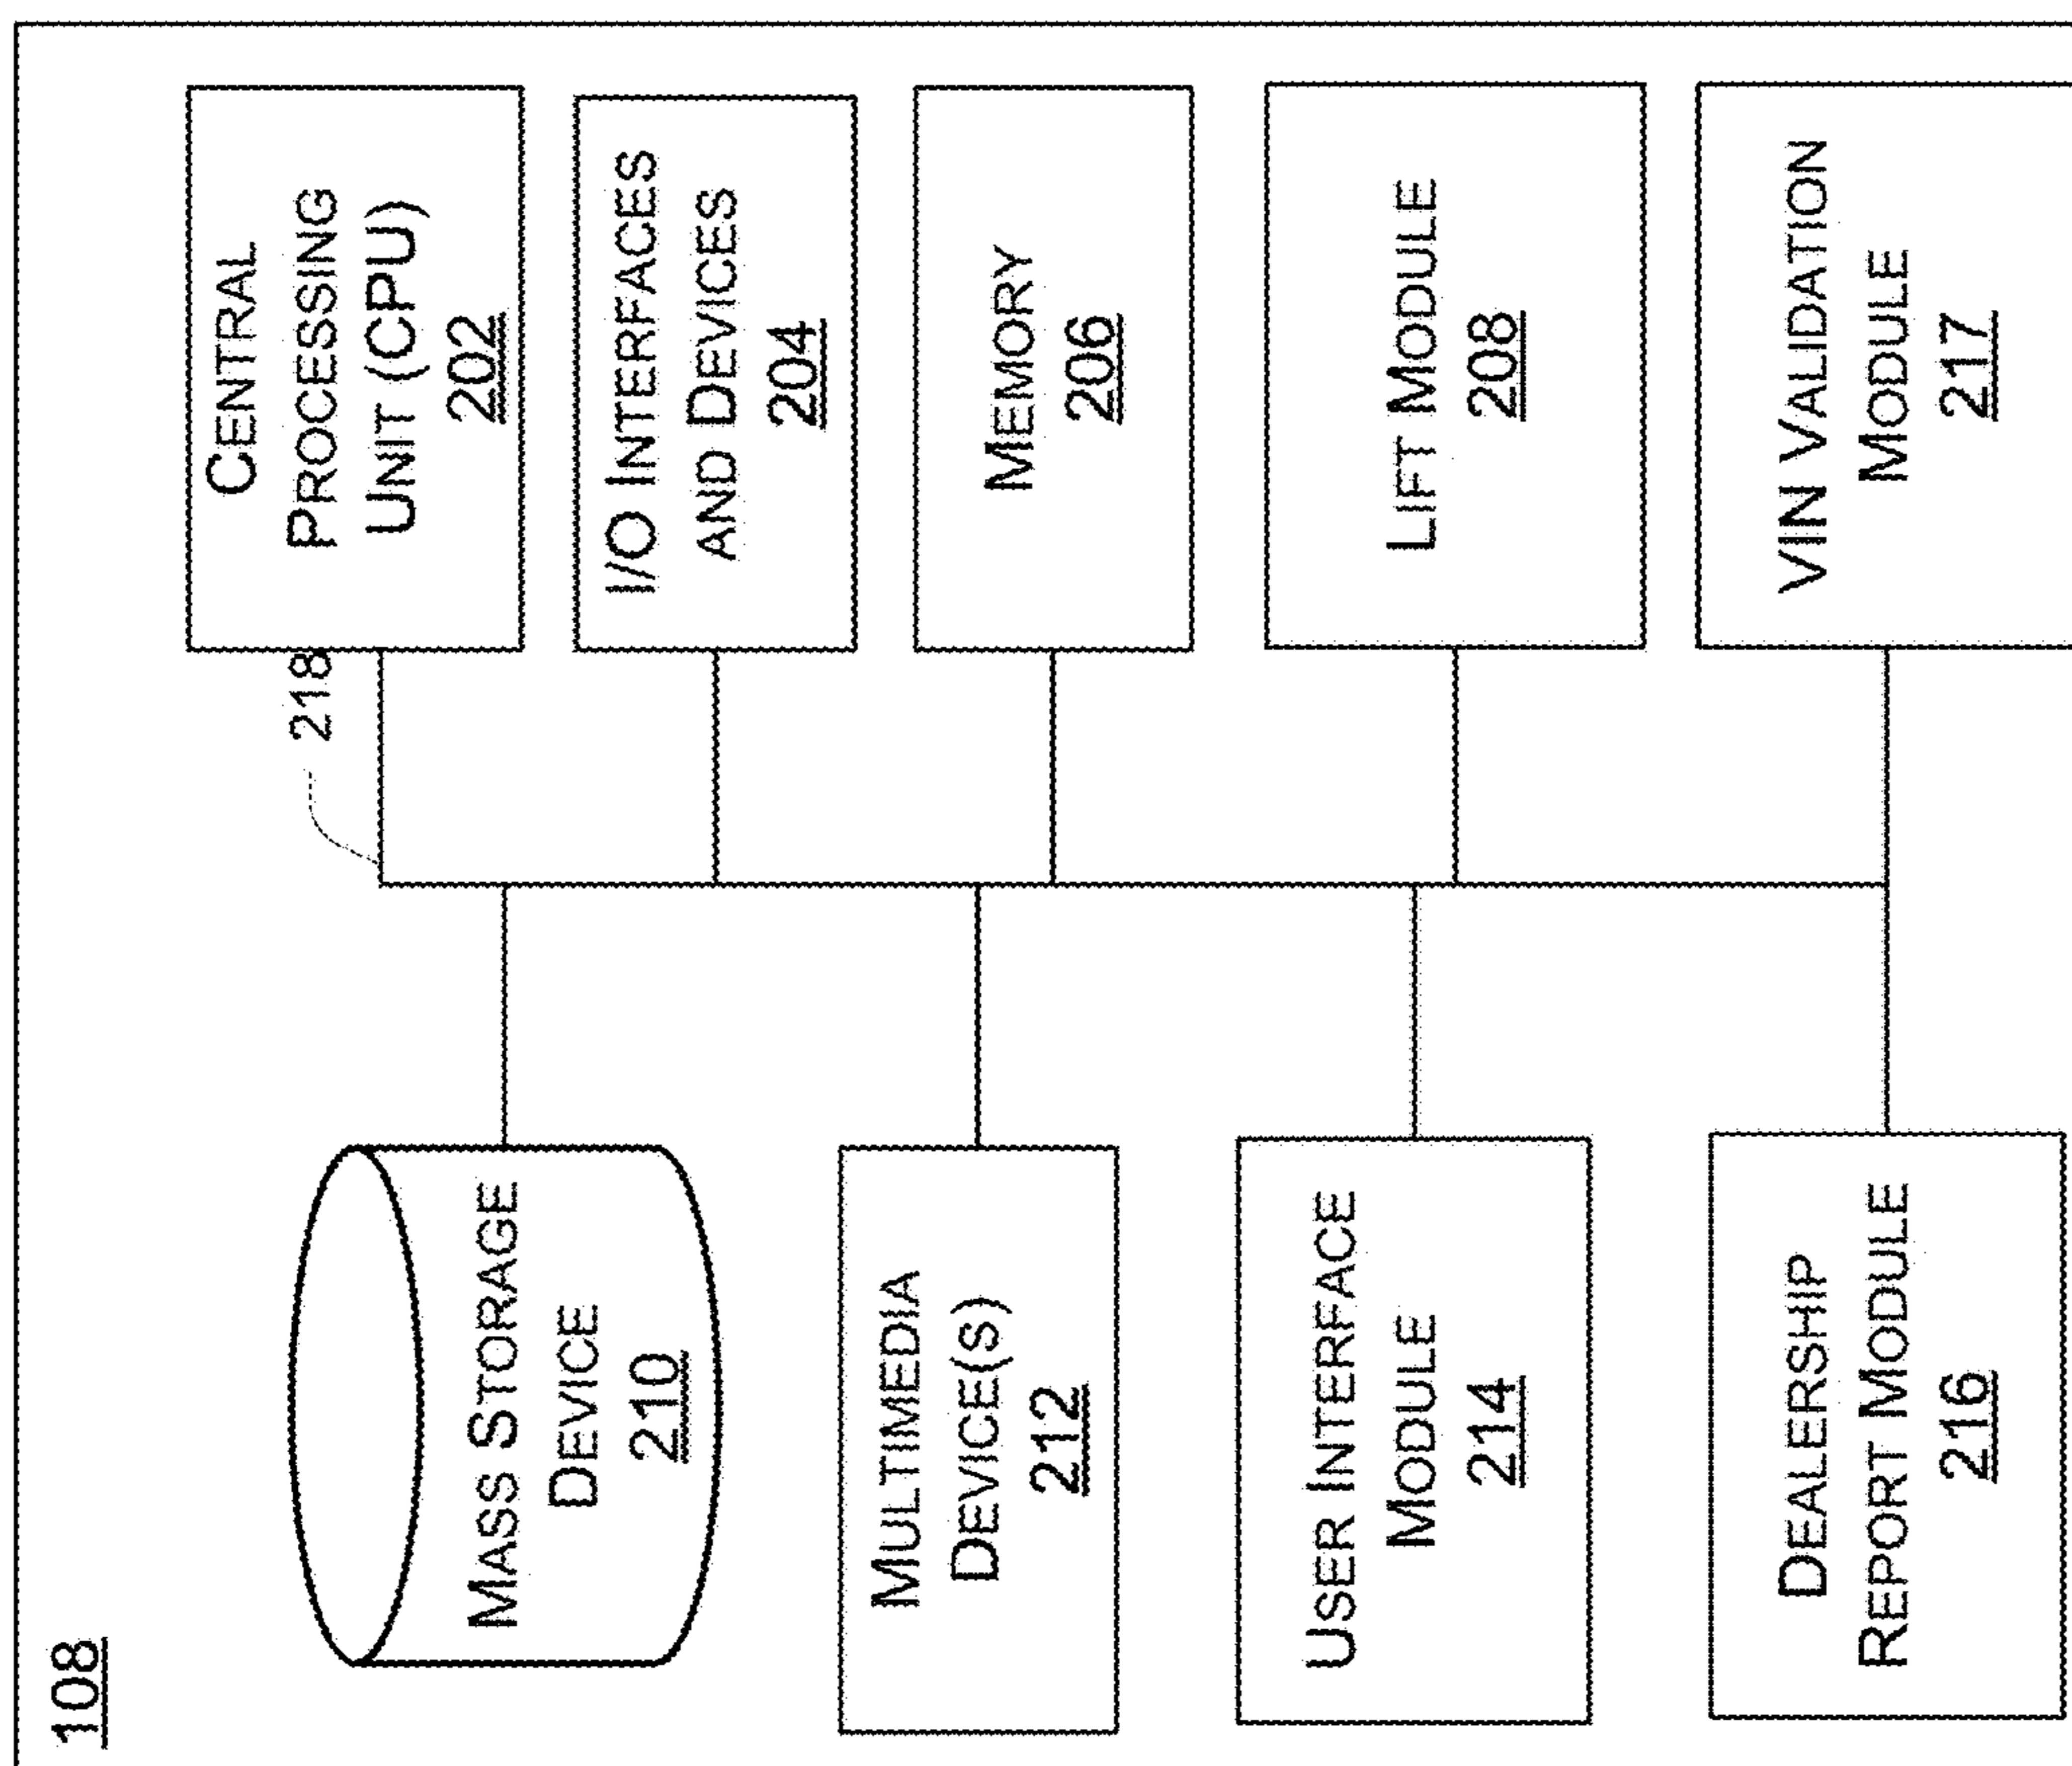 108
MASS STORAGE
DEVICE
210
MULTIMEDIA
DEVICE(S)
212
USER INTERFACE
MODULE
214
DEALERSHIP
REPORT MODULE
216
218
CENTRAL
PROCESSING
UNIT (CPU)
202
I/O INTERFACES
AND DEVICES
204
MEMORY
206
LIFT MODULE
208
VIN VALIDATION
MODULE
217